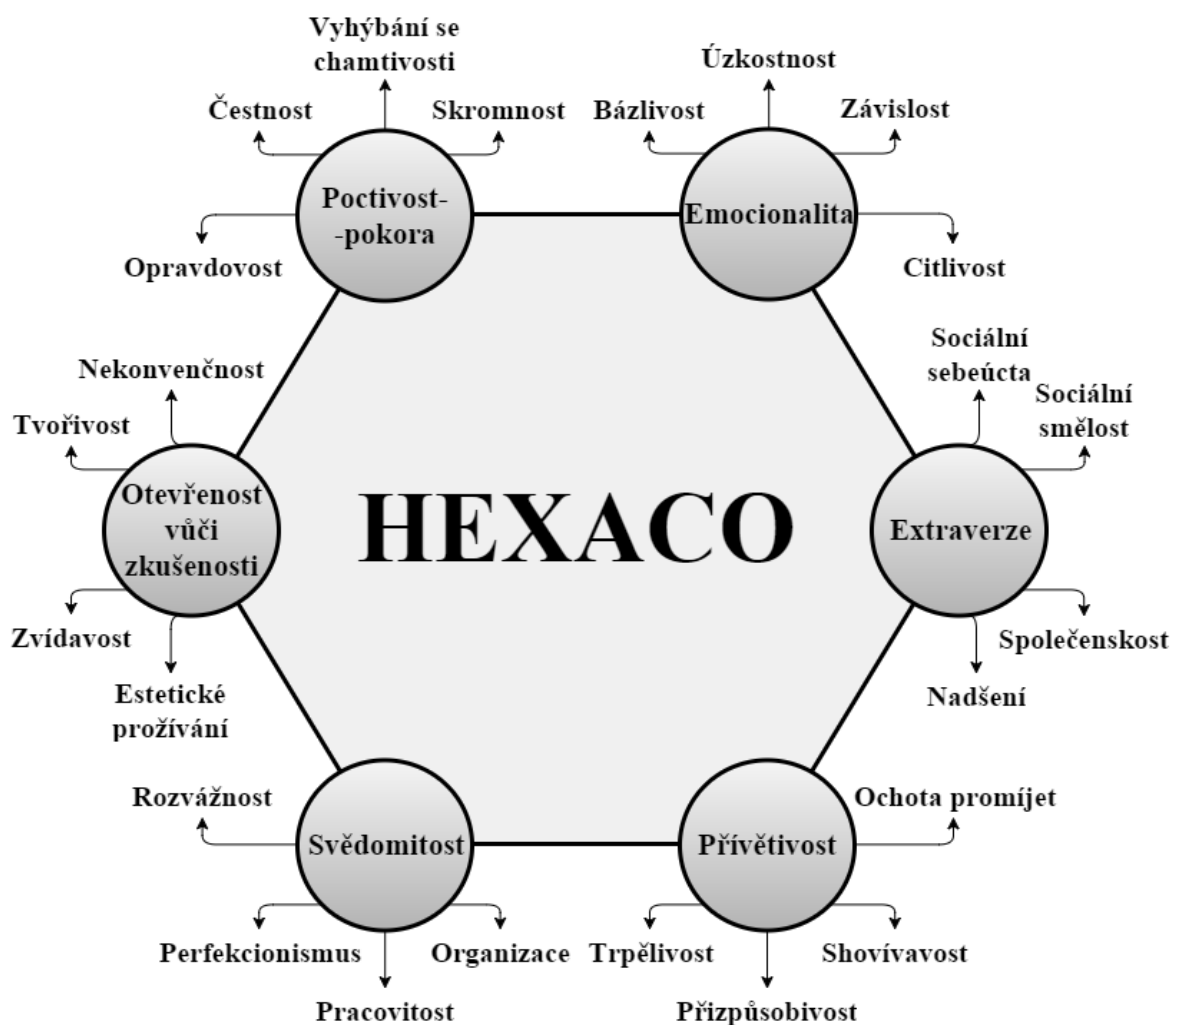 Vyhýbání se
chamtivosti
Čestnost
Skromnost
Opravdovost
Poctivost-
-pokora
Úzkostnost
Bázlivost
Závislost
Citlivost
Emocionalita
Sociální
sebeúcta
Sociální
smělost
Extraverze
Společenskost
Nadšení
Nekonvenčnost
Tvořivost
Otevřenost
vůči
zkušenosti
Zvídavost
Estetické
prožívání
HEXACO
Rozvážnost
Svědomitost
Perfekcionismus
Organizace
Pracovitost
Ochota promíjet
Přívětivost
Trpělivost
Shovívavost
Přizpůsobivost